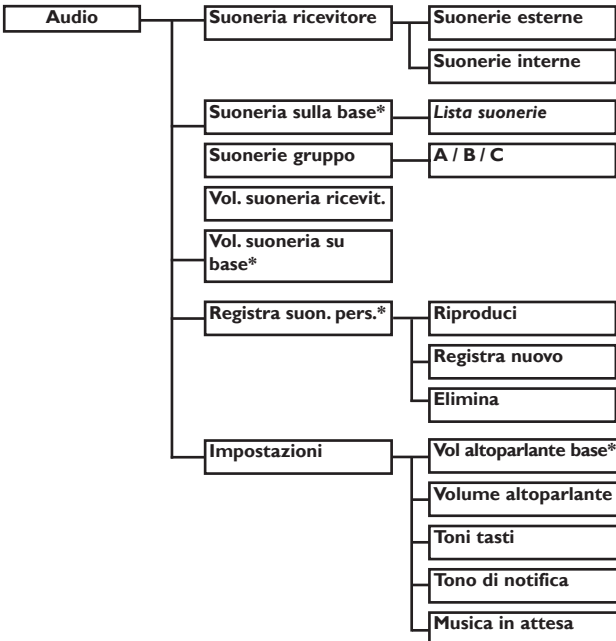 Audio
Suoneria ricevitore
Suonerie esterne
Suonerie interne
Suoneria sulla base*
Lista suonerie
Suonerie gruppo
A / B / C
Vol. suoneria ricevit.
Vol. suoneria su
base*
Registra suon. pers.*
Riproduci
Registra nuovo
Elimina
Impostazioni
Vol altoparlante base*
Volume altoparlante
Toni tasti
Tono di notifica
Musica in attesa